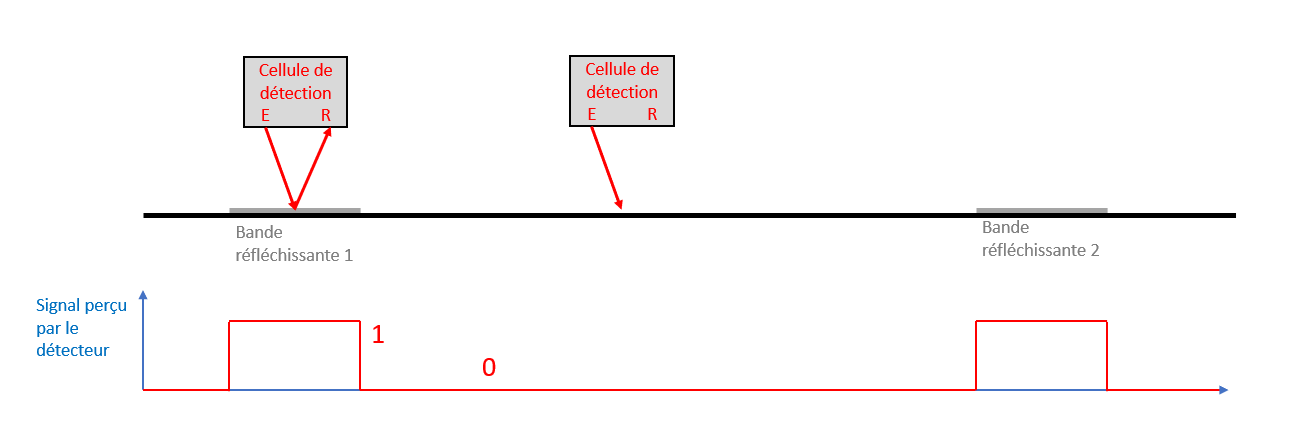 Cellule de
détection
E R
Cellule de
détection
E R
Bande
réfléchissante 1
Bande
réfléchissante 2
Signal perçu
par le
détecteur
1
0